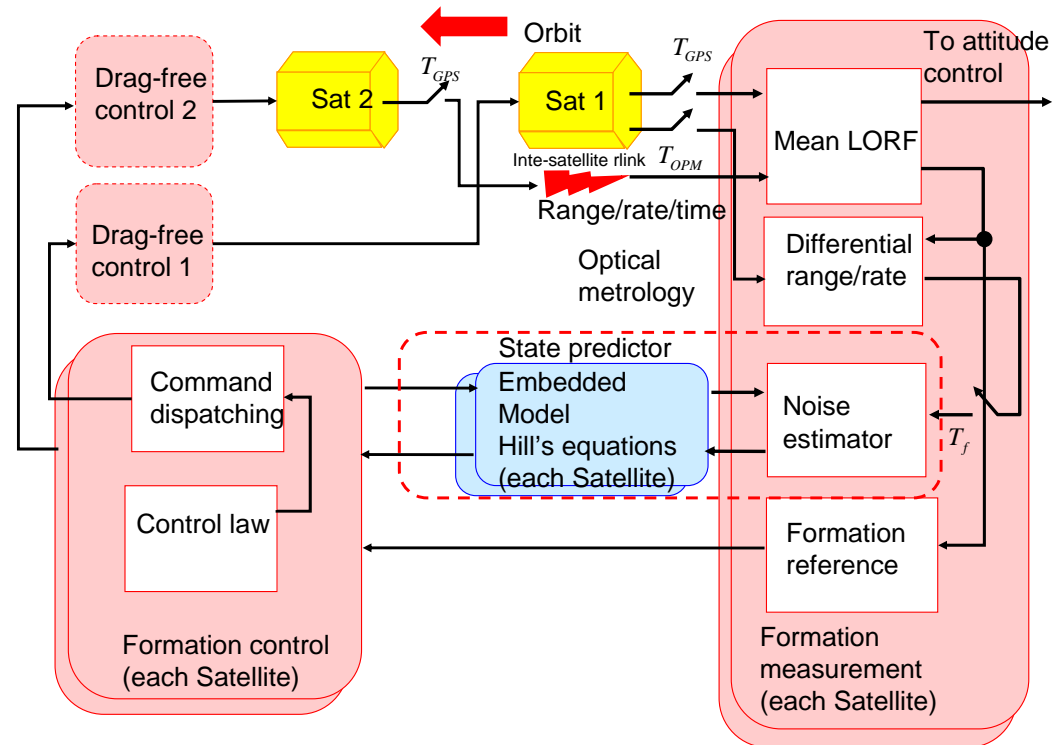 Orbit
To attitude
control
Drag-free
control 2
Sat 2
T_GPS
Sat 1
T_GPS
Mean LORF
Inte-satellite rlink
T_OPM
Range/rate/time
Drag-free
control 1
Optical
metrology
Differential
range/rate
State predictor
Command
dispatching
Embedded
Model
Hill's equations
(each Satellite)
Noise
estimator
T_f
Control law
Formation
reference
Formation control
(each Satellite)
Formation
measurement
(each Satellite)